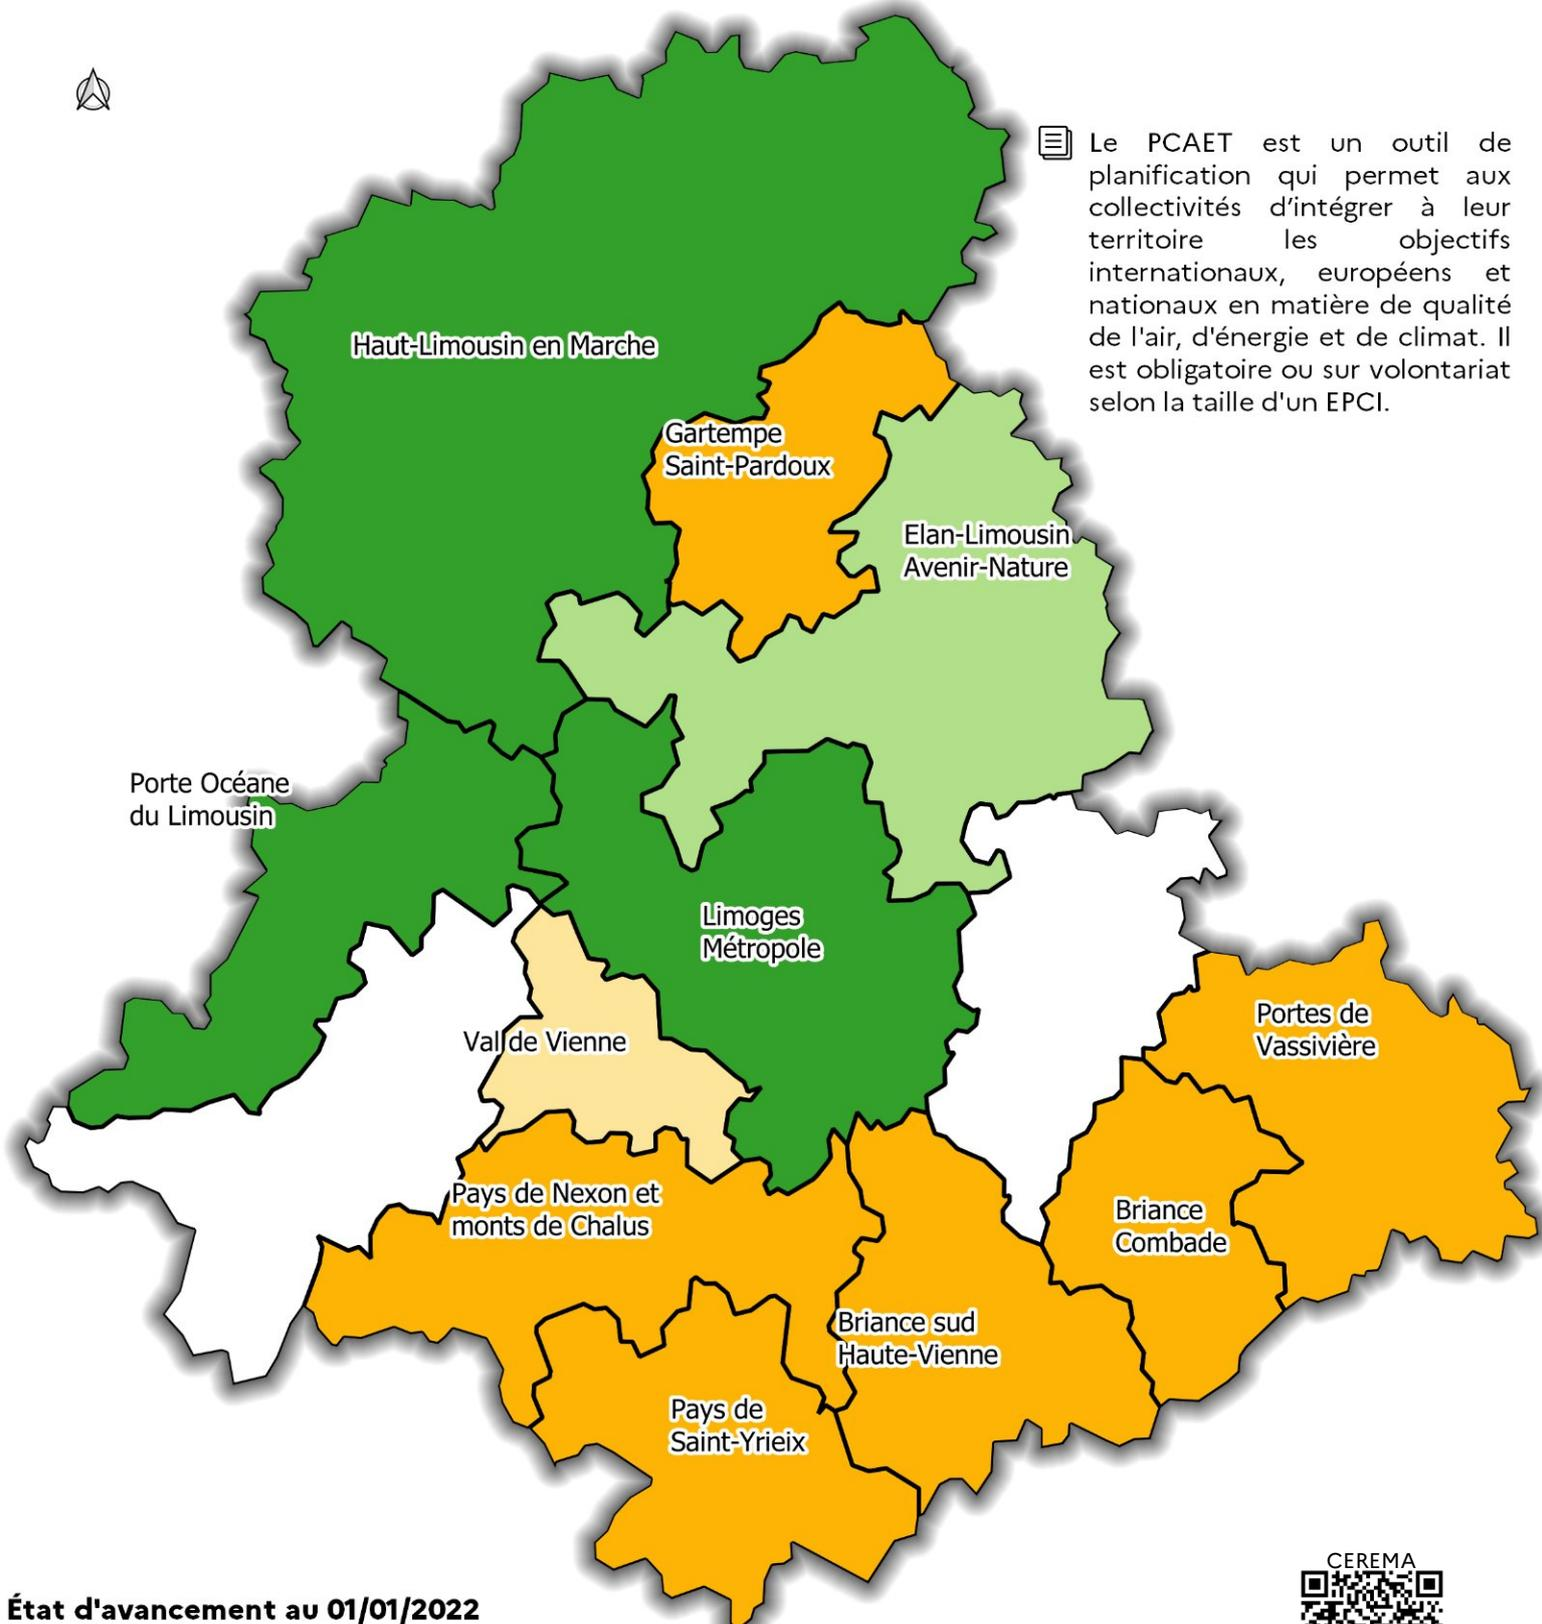 Le PCAET est un outil de
planification qui permet aux
collectivités d’intégrer à leur
territoire les objectifs
internationaux, européens et
nationaux en matière de qualité
de l'air, d'énergie et de climat. Il
est obligatoire ou sur volontariat
selon la taille d'un EPCI.
Haut-Limousin en Marche
Gartempe
Saint-Pardoux
Elan-Limousin
Avenir-Nature
Porte Océane
du Limousin
Limoges
Métropole
Val de Vienne
Portes de
Vassivière
Pays de Nexon et
monts de Chalus
Briance
Combade
Briance sud
Haute-Vienne
Pays de
Saint-Yrieix
CEREMA
État d'avancement au 01/01/2022